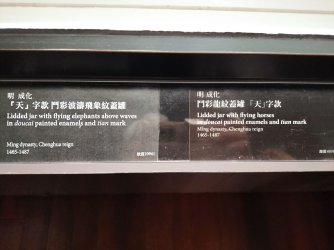 明 成化
『天』字款 鬥彩波濤飛象紋蓋罐
Lidded jar with flying elephants above waves
in doucai painted enamels and tian mark
Ming dynasty, Chenghua reign
1465-1487
明 成化
鬥彩龍紋蓋罐「天」字款
Lidded jar with flying horses
in doucai painted enamels and tian mark
Ming dynasty, Chenghua reign
1465-1487